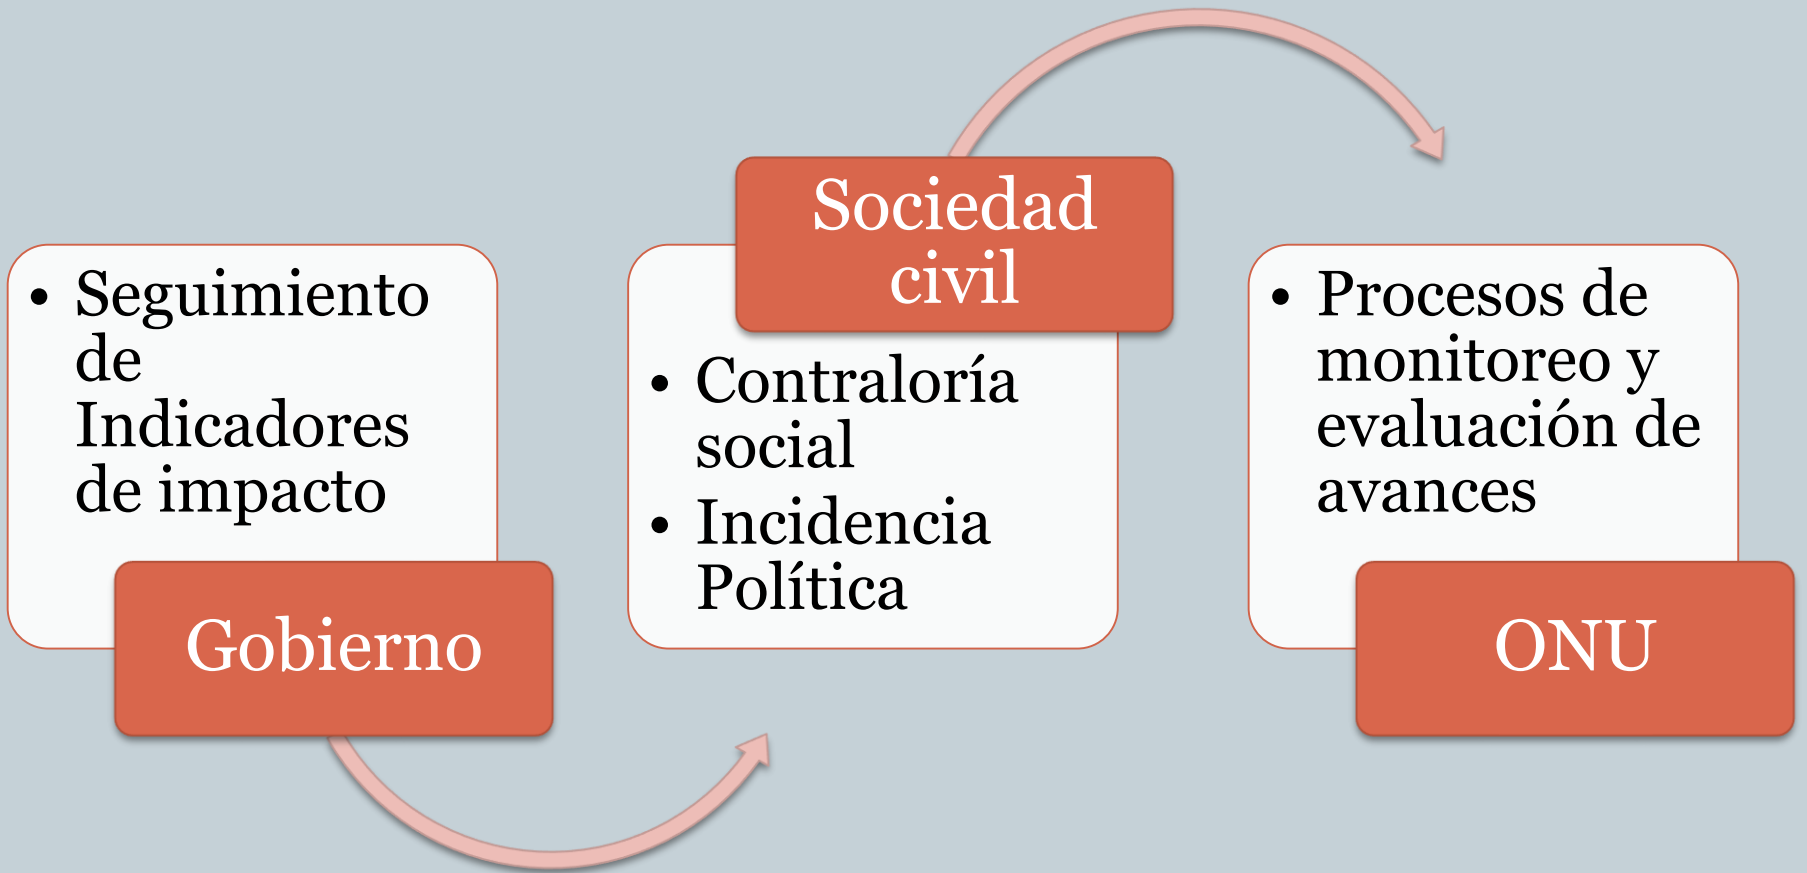 • Seguimiento
de
Indicadores
de impacto
Gobierno
Sociedad
civil
• Contraloría
social
• Incidencia
Política
• Procesos de
monitoreo y
evaluación de
avances
ONU